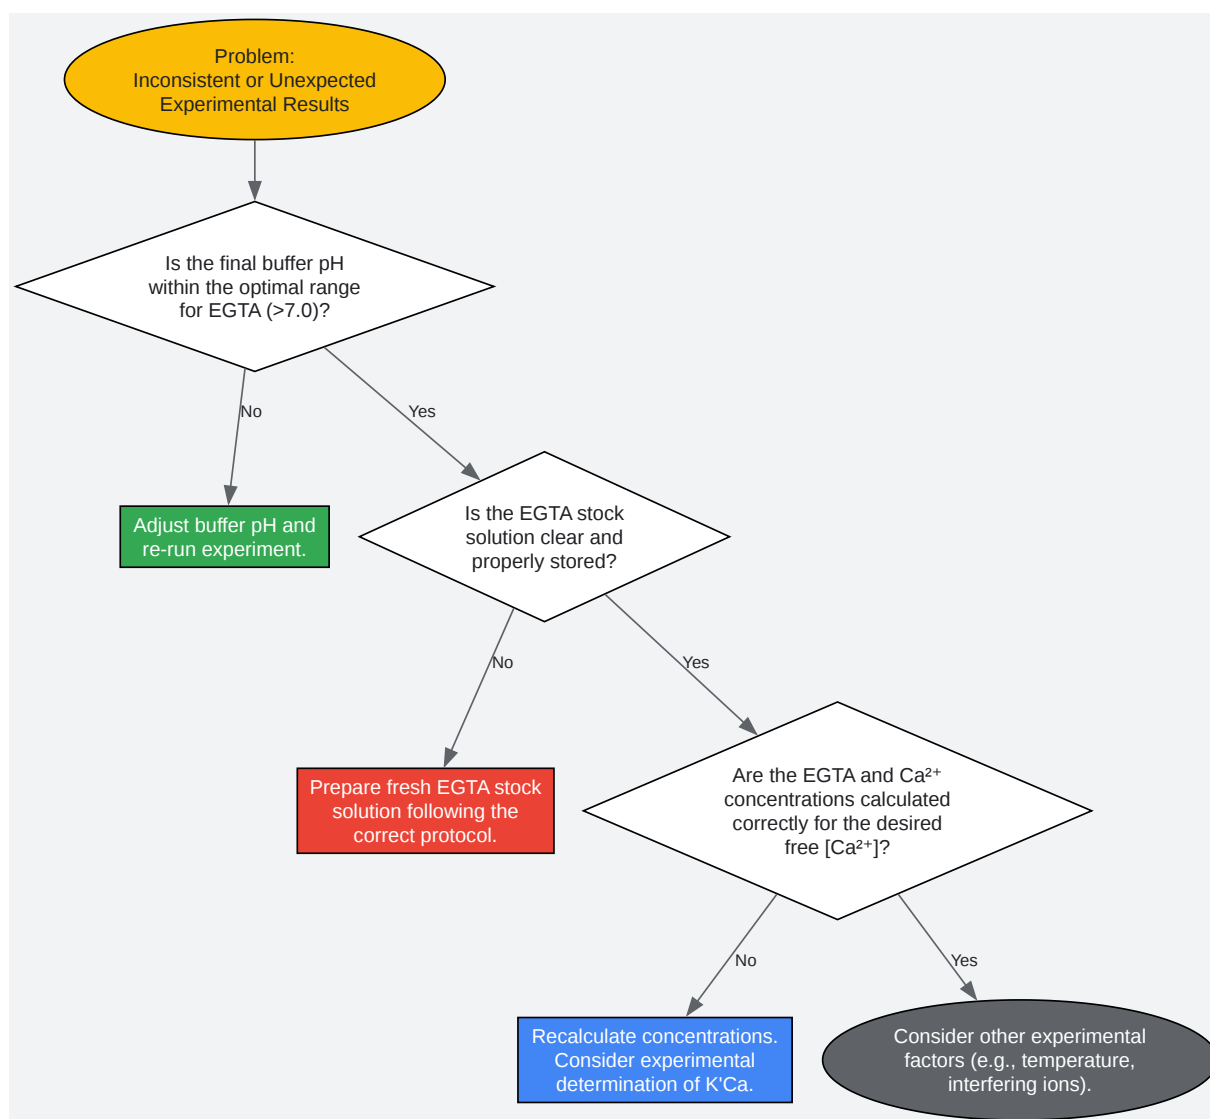 Problem:
Inconsistent or Unexpected
Experimental Results
Is the final buffer pH
within the optimal range
for EGTA (>7.0)?
No
Yes
Adjust buffer pH and
re-run experiment.
Is the EGTA stock
solution clear and
properly stored?
No
Yes
Prepare fresh EGTA stock
solution following the
correct protocol.
Are the EGTA and Ca²⁺
concentrations calculated
correctly for the desired
free [Ca²⁺]?
No
Yes
Recalculate concentrations.
Consider experimental
determination of K'Ca.
Consider other experimental
factors (e.g., temperature,
interfering ions).